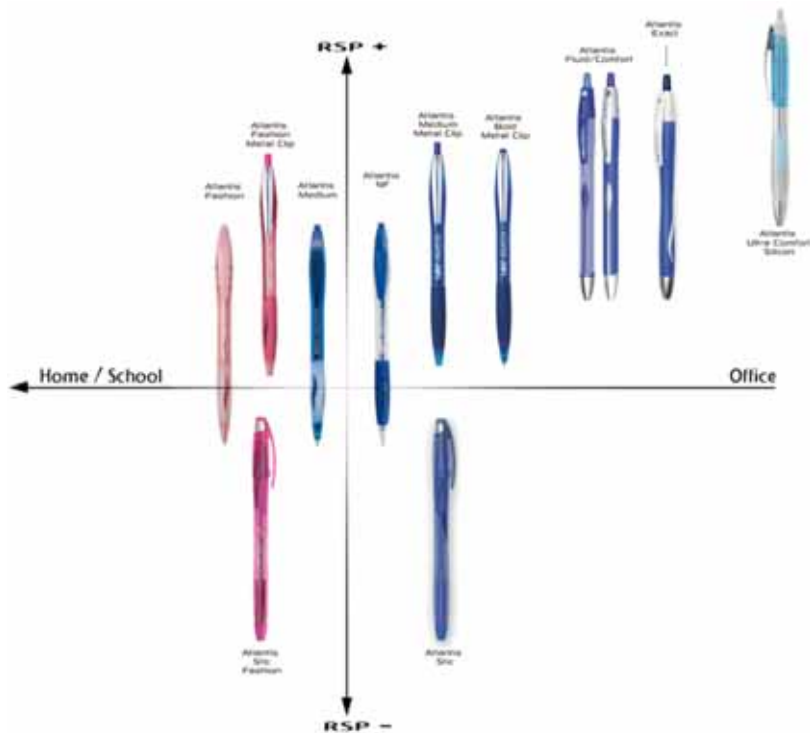 RSP +
Atlantis
Exact
Atlantis
Fluid/Comfort
Atlantis
Fashion
Metal Clip
Atlantis
Medium
Metal Clip
Atlantis
Bold
Metal Clip
Atlantis
Fashion
Atlantis
Medium
Atlantis
Atlantis
Ultra Comfort
Silicon
Home / School
Office
Atlantis
Stic
Fashion
Atlantis
Stic
RSP -